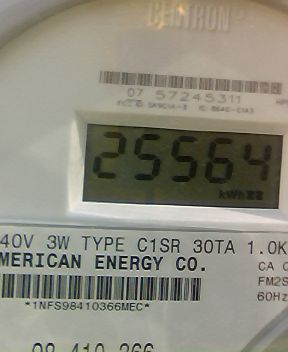 CENTRON
07 57245311
25564
kWh
40V 3W TYPE C1SR 30TA 1.0K
MERICAN ENERGY CO.
CA
FM2S
60Hz
*1NFS98410366MEC*
98 410 366